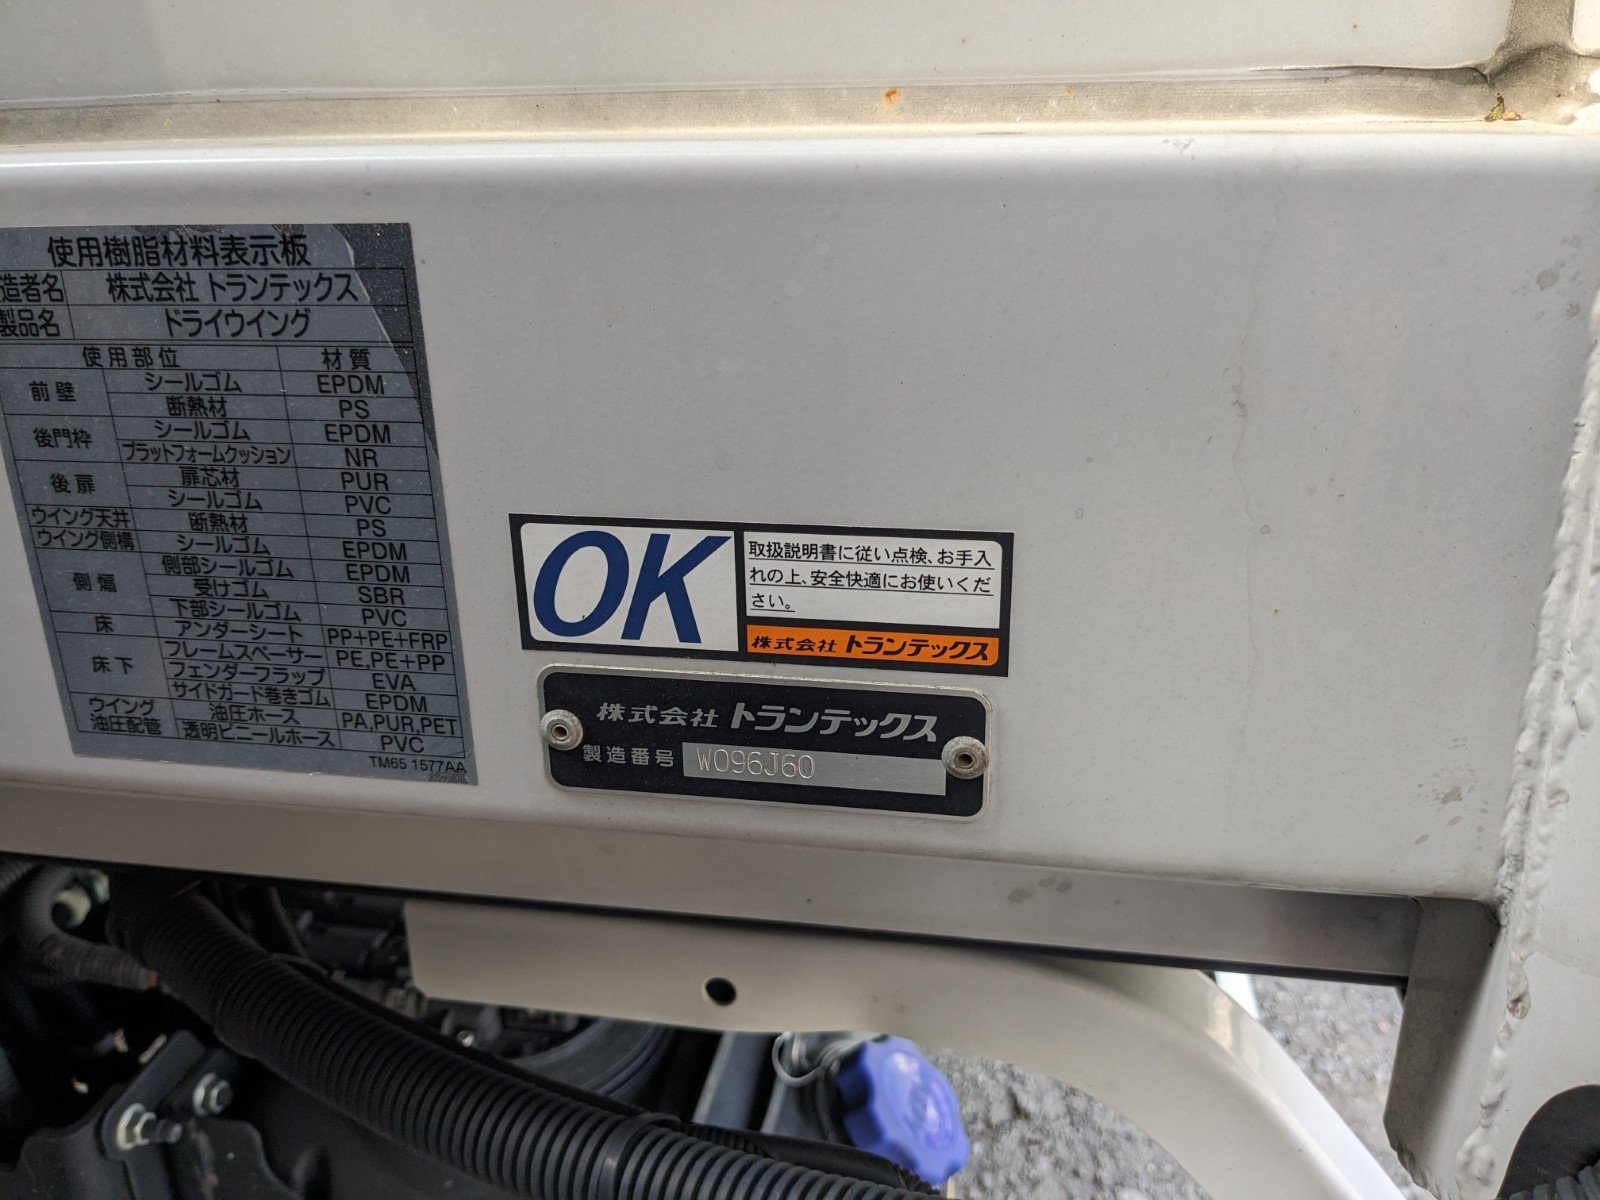 使用樹脂材料表示板
造者名 株式会社 トランテックス
製品名 ドライウイング
使用部位 材質
前壁 シールゴム EPDM
断熱材 PS
後門枠 シールゴム EPDM
プラットフォームクッション NR
後扉 扉芯材 PUR
シールゴム PVC
ウイング天井 断熱材 PS
ウイング側構 シールゴム EPDM
側煽 側部シールゴム EPDM
受けゴム SBR
下部シールゴム PVC
床 アンダーシート PP+PE+FRP
床下 フレームスペーサー PE,PE+PP
フェンダーフラップ EVA
サイドガード巻きゴム EPDM
ウイング油圧配管 油圧ホース PA,PUR,PET
透明ビニールホース PVC
TM65 1577AA
OK
取扱説明書に従い点検、お手入
れの上、安全快適にお使いくだ
さい。
株式会社 トランテックス
株式会社 トランテックス
製造番号 W096J60